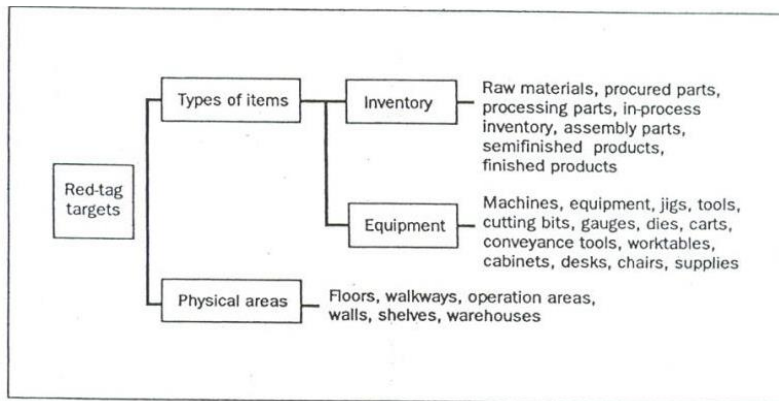 Types of items
Inventory
Raw materials, procured parts,
processing parts, in-process
inventory, assembly parts,
semifinished products,
finished products
Red-tag
targets
Equipment
Machines, equipment, jigs, tools,
cutting bits, gauges, dies, carts,
conveyance tools, worktables,
cabinets, desks, chairs, supplies
Physical areas
Floors, walkways, operation areas,
walls, shelves, warehouses